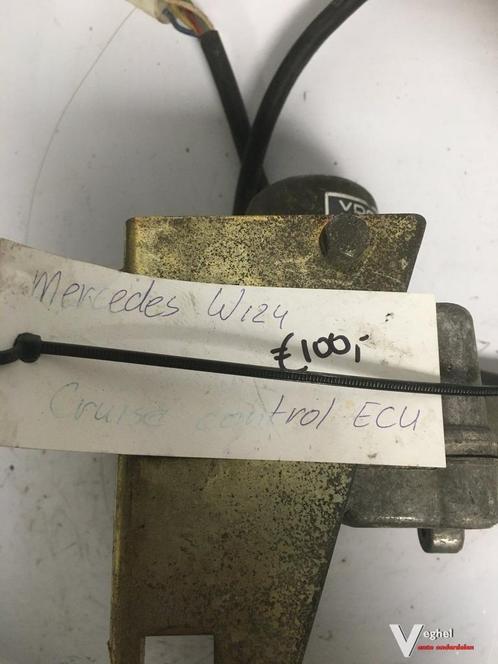 VDO
Mercedes W124
€100,-
Cruise control ECU
Veghel
auto onderdelen